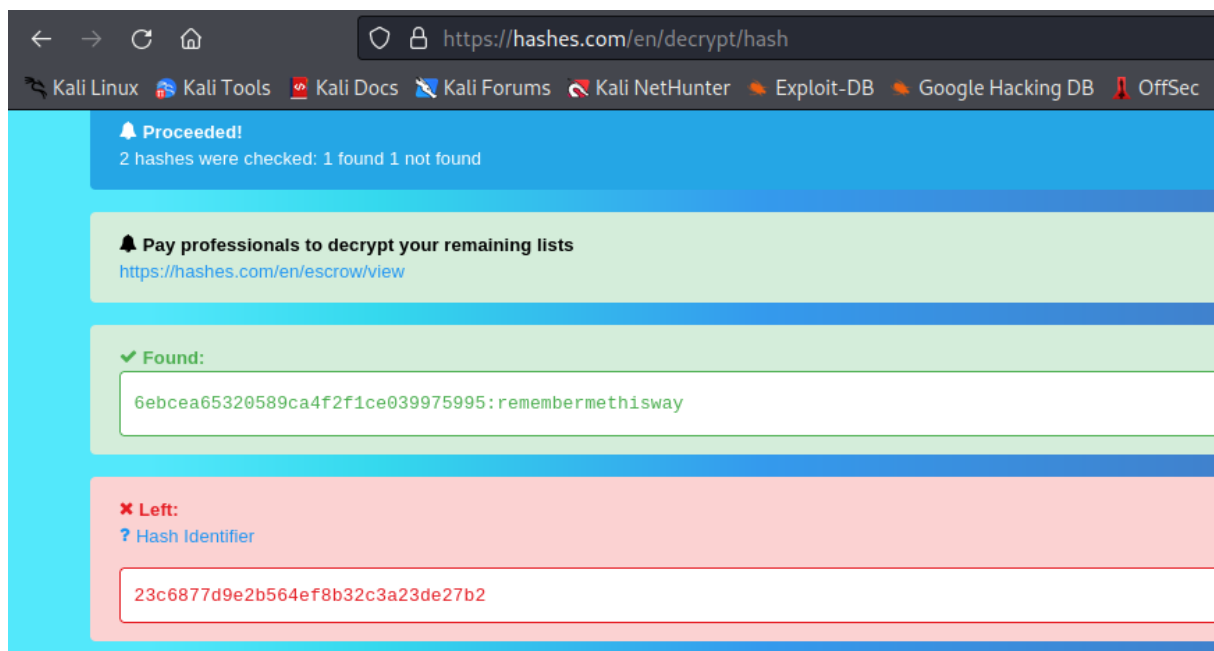 https://hashes.com/en/decrypt/hash
Kali Linux Kali Tools Kali Docs Kali Forums Kali NetHunter Exploit-DB Google Hacking DB OffSec
Proceeded!
2 hashes were checked: 1 found 1 not found
Pay professionals to decrypt your remaining lists
https://hashes.com/en/escrow/view
Found:
6ebcea65320589ca4f2f1ce039975995:remembermethisway
Left:
? Hash Identifier
23c6877d9e2b564ef8b32c3a23de27b2